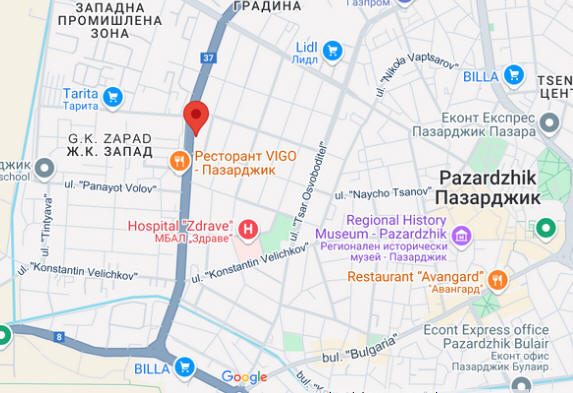 ЗАПАДНА
ПРОМИШЛЕНА
ЗОНА
ГРАДИНА
Газпром
37
Lidl
Лидл
ul. "Nikola Vaptsarov"
BILLA
TSEN
ЦЕНТ
Tarita
Тарита
Еконт Експрес
Пазарджик Пазара
G.K. ZAPAD
Ж.К. ЗАПАД
Ресторант VIGO
- Пазарджик
джик
school
ul. "Panayot Volov"
ul. "Tsar Osvoboditel"
ul. "Naycho Tsanov"
Pazardzhik
Пазарджик
ul. "Tintyava"
Hospital "Zdrave"
МБАЛ „Здраве"
H
Regional History
Museum - Pazardzhik
Регионален исторически
музей - Пазарджик
ul. "Konstantin Velichkov"
ul. "Konstantin Velichkov"
Restaurant "Avangard"
"Авангард"
8
Econt Express office
Pazardzhik Bulair
Еконт офис
Пазарджик Булаир
bul. "Bulgaria"
BILLA
Google